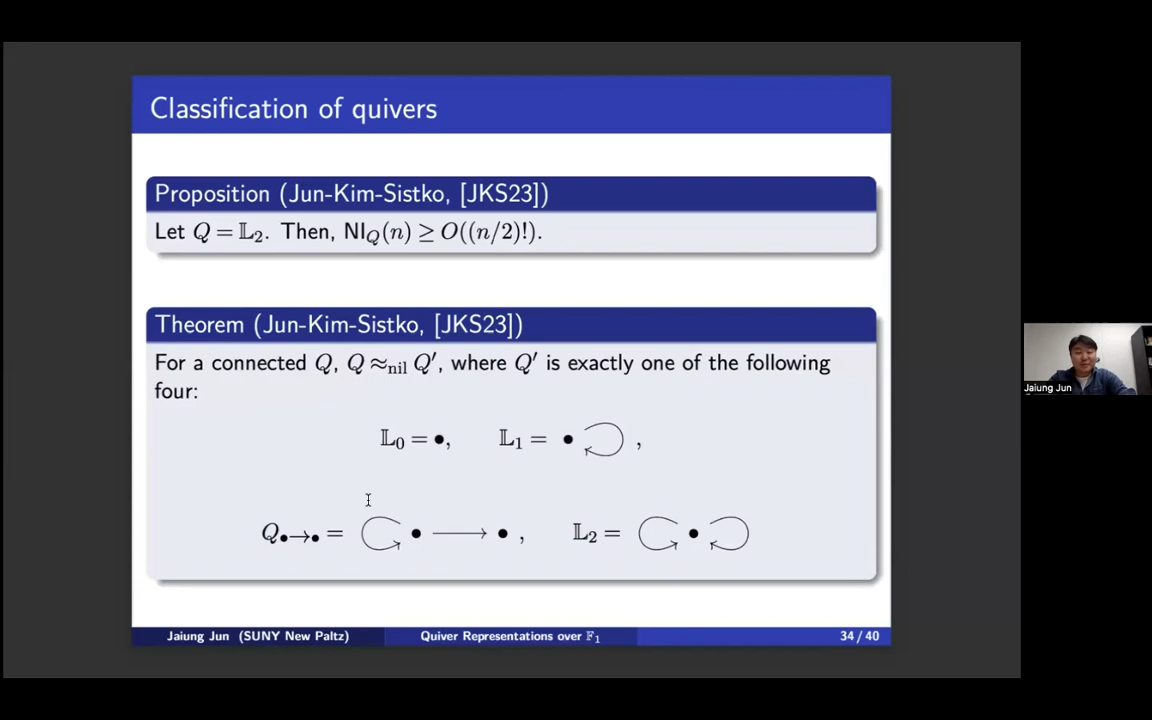 Classification of quivers
Proposition (Jun-Kim-Sistko, [JKS23])
Let Q = 𝕃₂. Then, NI_Q(n) ≥ O((n/2)!).
Theorem (Jun-Kim-Sistko, [JKS23])
For a connected Q, Q ≈_nil Q′, where Q′ is exactly one of the following
four:
𝕃₀ = •, 𝕃₁ = • ,
Q_•→• = • → • , 𝕃₂ = •
Jaiung Jun (SUNY New Paltz) Quiver Representations over 𝔽₁ 34 / 40
Jaiung Jun